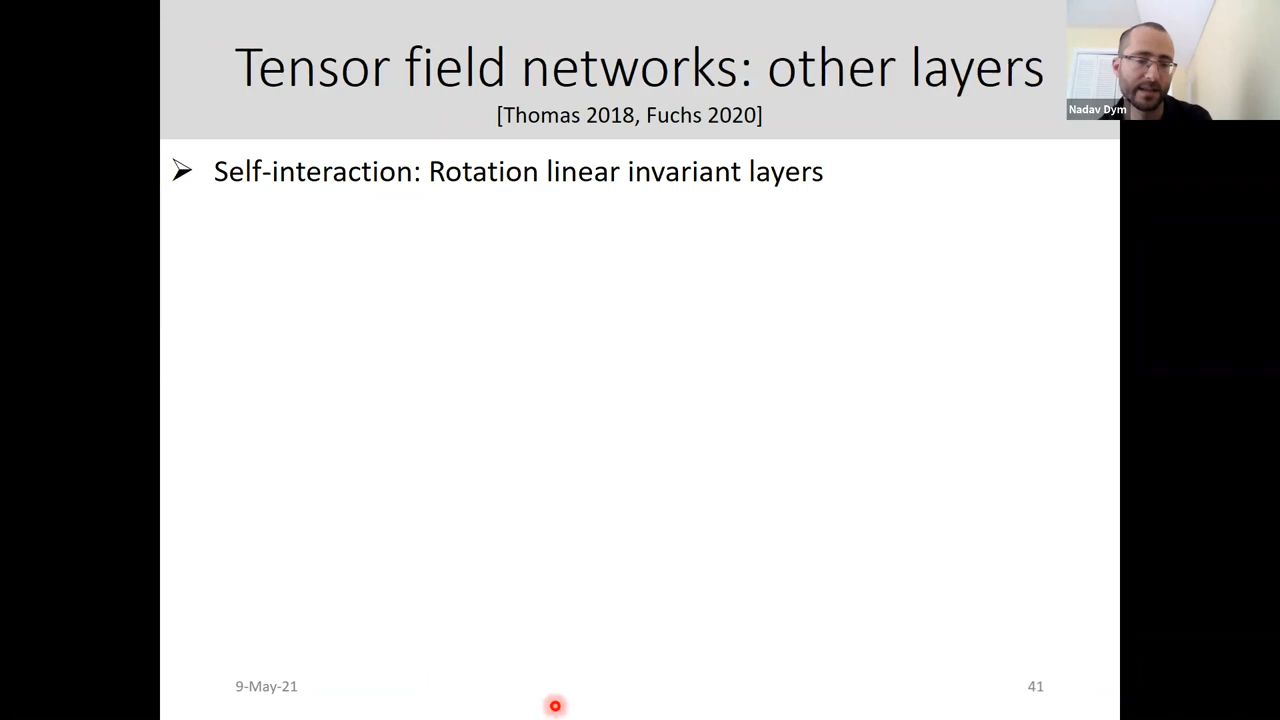 Tensor field networks: other layers
[Thomas 2018, Fuchs 2020]
Nadav Dym
➢ Self-interaction: Rotation linear invariant layers
9-May-21
41